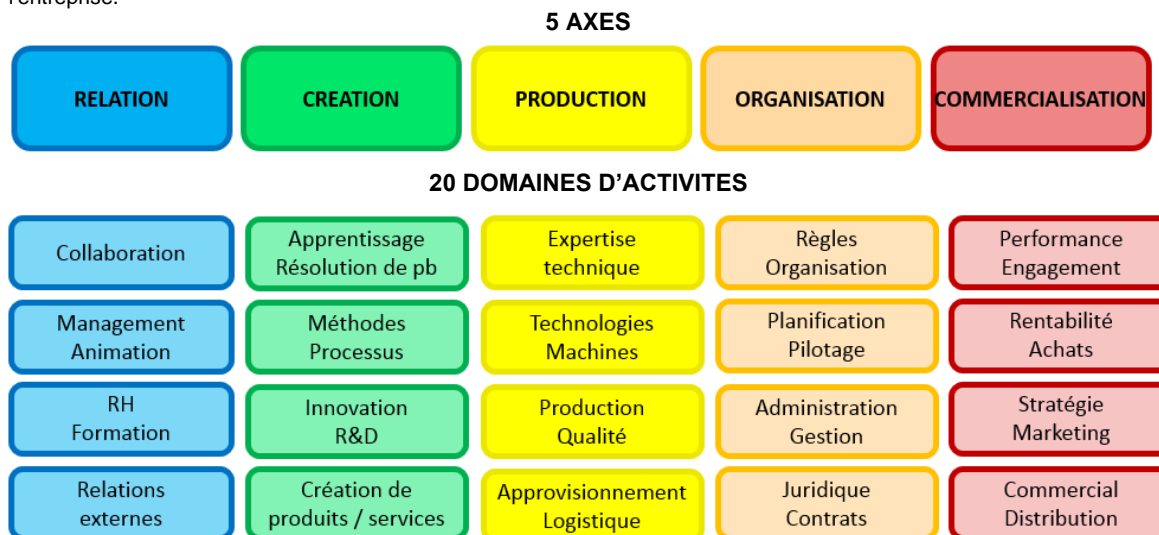 l'entreprise.
5 AXES
RELATION
CREATION
PRODUCTION
ORGANISATION
COMMERCIALISATION
20 DOMAINES D'ACTIVITES
Collaboration
Apprentissage
Résolution de pb
Expertise
technique
Règles
Organisation
Performance
Engagement
Management
Animation
Méthodes
Processus
Technologies
Machines
Planification
Pilotage
Rentabilité
Achats
RH
Formation
Innovation
R&D
Production
Qualité
Administration
Gestion
Stratégie
Marketing
Relations
externes
Création de
produits / services
Approvisionnement
Logistique
Juridique
Contrats
Commercial
Distribution